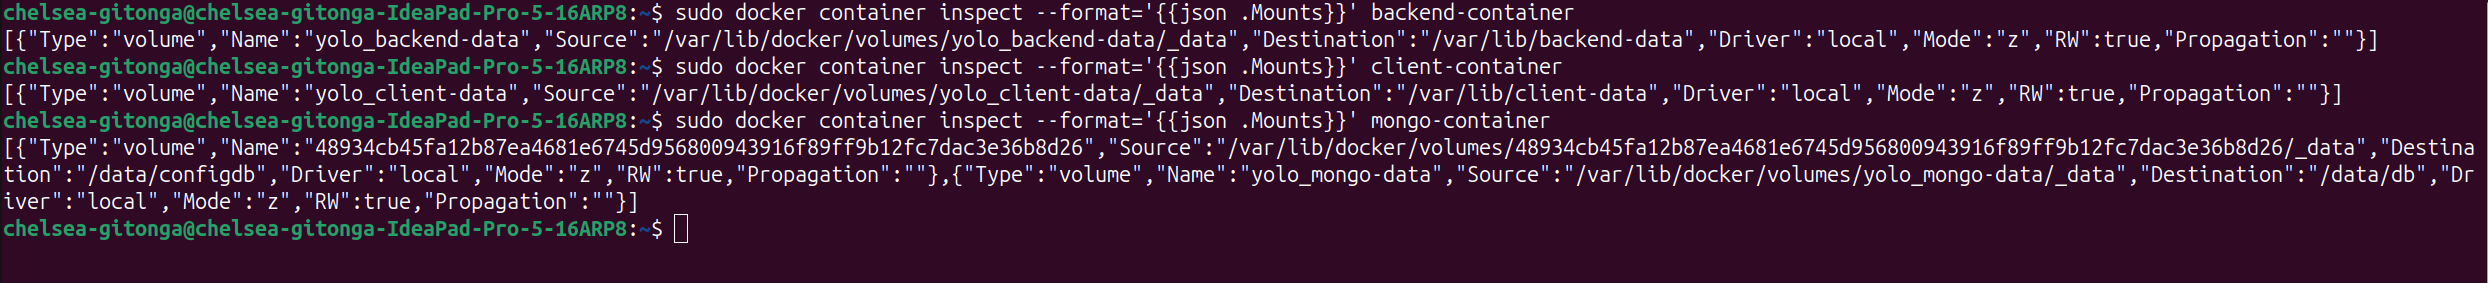 chelsea-gitonga@chelsea-gitonga-IdeaPad-Pro-5-16ARP8:~$ sudo docker container inspect --format='{{json .Mounts}}' backend-container
[{"Type":"volume","Name":"yolo_backend-data","Source":"/var/lib/docker/volumes/yolo_backend-data/_data","Destination":"/var/lib/backend-data","Driver":"local","Mode":"z","RW":true,"Propagation":""}]
chelsea-gitonga@chelsea-gitonga-IdeaPad-Pro-5-16ARP8:~$ sudo docker container inspect --format='{{json .Mounts}}' client-container
[{"Type":"volume","Name":"yolo_client-data","Source":"/var/lib/docker/volumes/yolo_client-data/_data","Destination":"/var/lib/client-data","Driver":"local","Mode":"z","RW":true,"Propagation":""}]
chelsea-gitonga@chelsea-gitonga-IdeaPad-Pro-5-16ARP8:~$ sudo docker container inspect --format='{{json .Mounts}}' mongo-container
[{"Type":"volume","Name":"48934cb45fa12b87ea4681e6745d956800943916f89ff9b12fc7dac3e36b8d26","Source":"/var/lib/docker/volumes/48934cb45fa12b87ea4681e6745d956800943916f89ff9b12fc7dac3e36b8d26/_data","Destina
tion":"/data/configdb","Driver":"local","Mode":"z","RW":true,"Propagation":""},{"Type":"volume","Name":"yolo_mongo-data","Source":"/var/lib/docker/volumes/yolo_mongo-data/_data","Destination":"/data/db","Dr
iver":"local","Mode":"z","RW":true,"Propagation":""}]
chelsea-gitonga@chelsea-gitonga-IdeaPad-Pro-5-16ARP8:~$